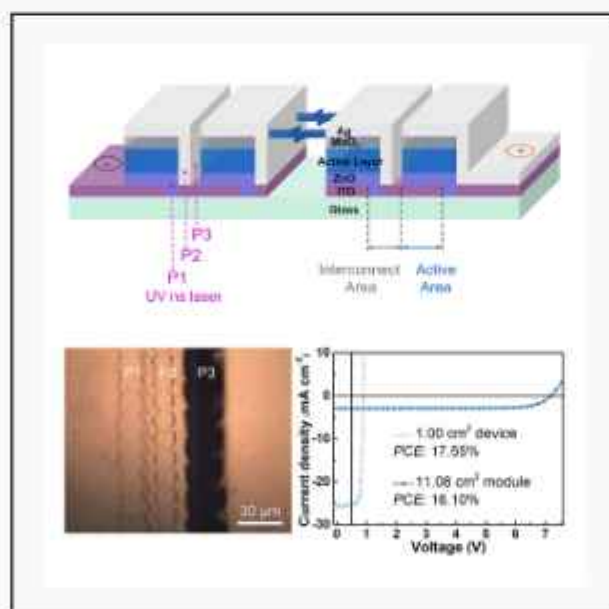 Ag
MoOₓ
Active Layer
ZnO
ITO
Glass
P3
P2
P1
UV ns laser
Interconnect
Area
Active
Area
P1
P2
P3
30 μm
Current density (mA cm⁻²)
10
0
-10
-20
-30
1.00 cm² device
PCE: 17.55%
11.08 cm² module
PCE: 16.10%
0
1
2
3
4
5
6
7
Voltage (V)